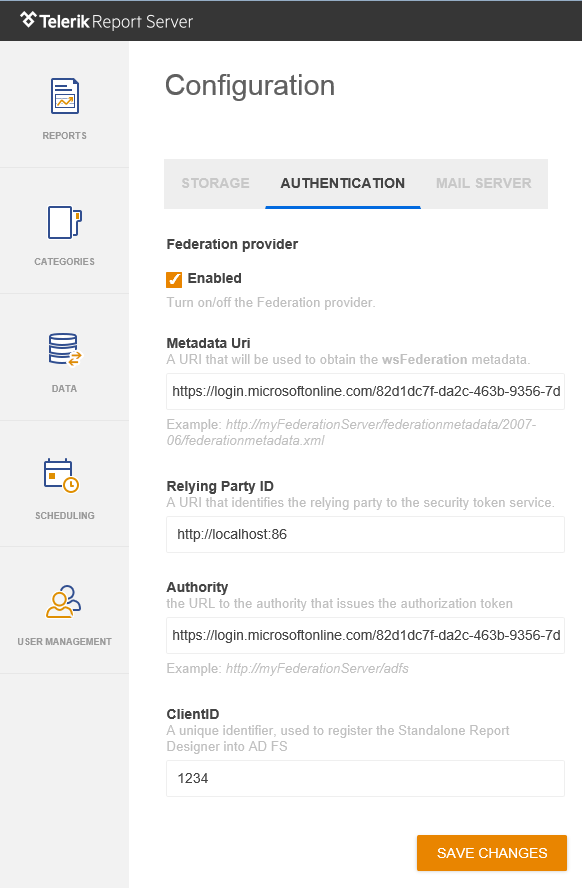 Telerik Report Server
REPORTS
CATEGORIES
DATA
SCHEDULING
USER MANAGEMENT
Configuration
STORAGE AUTHENTICATION MAIL SERVER
Federation provider
Enabled
Turn on/off the Federation provider.
Metadata Uri
A URI that will be used to obtain the wsFederation metadata.
https://login.microsoftonline.com/82d1dc7f-da2c-463b-9356-7d
Example: http://myFederationServer/federationmetadata/2007-
06/federationmetadata.xml
Relying Party ID
A URI that identifies the relying party to the security token service.
http://localhost:86
Authority
the URL to the authority that issues the authorization token
https://login.microsoftonline.com/82d1dc7f-da2c-463b-9356-7d
Example: http://myFederationServer/adfs
ClientID
A unique identifier, used to register the Standalone Report
Designer into AD FS
1234
SAVE CHANGES